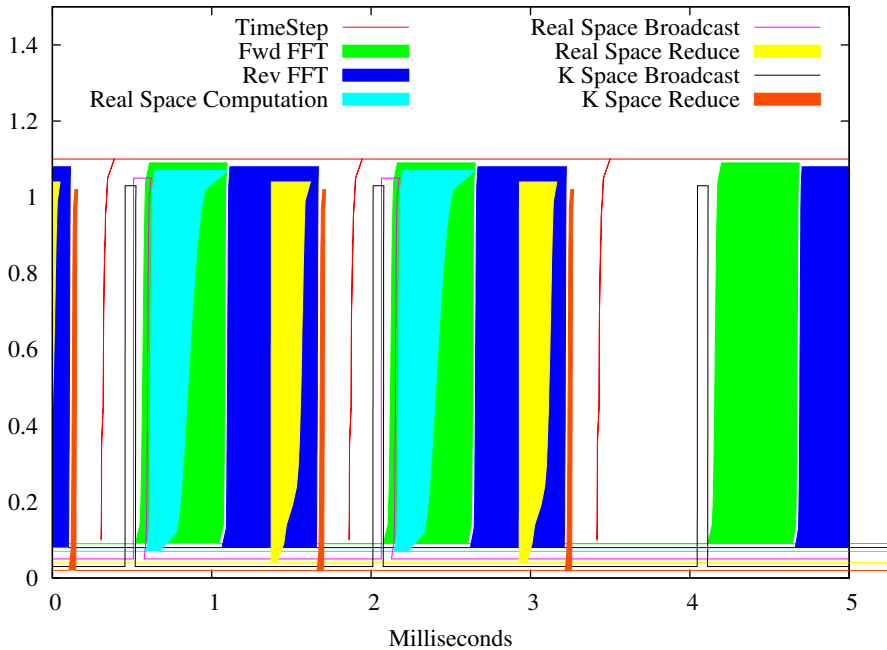 TimeStep
Fwd FFT
Rev FFT
Real Space Computation
Real Space Broadcast
Real Space Reduce
K Space Broadcast
K Space Reduce
1.4
1.2
1
0.8
0.6
0.4
0.2
0
0 1 2 3 4 5
Milliseconds